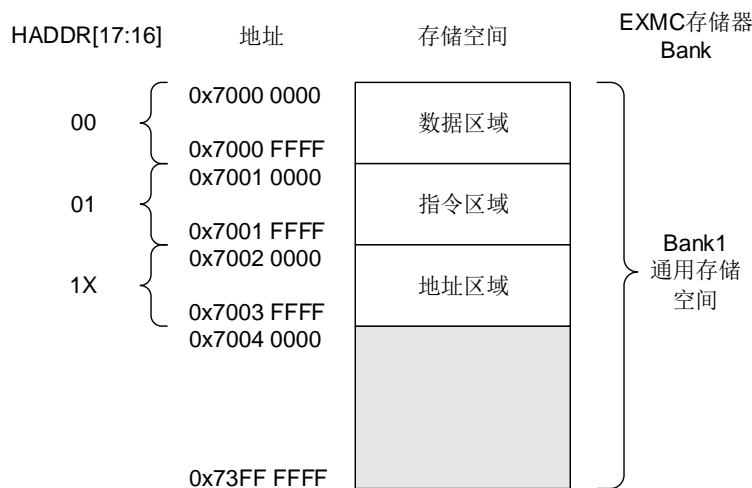 HADDR[17:16] 地址 存储空间 EXMC存储器
Bank
00
0x7000 0000
0x7000 FFFF
数据区域
01
0x7001 0000
0x7001 FFFF
指令区域
1X
0x7002 0000
0x7003 FFFF
地址区域
0x7004 0000
0x73FF FFFF
Bank1
通用存储
空间